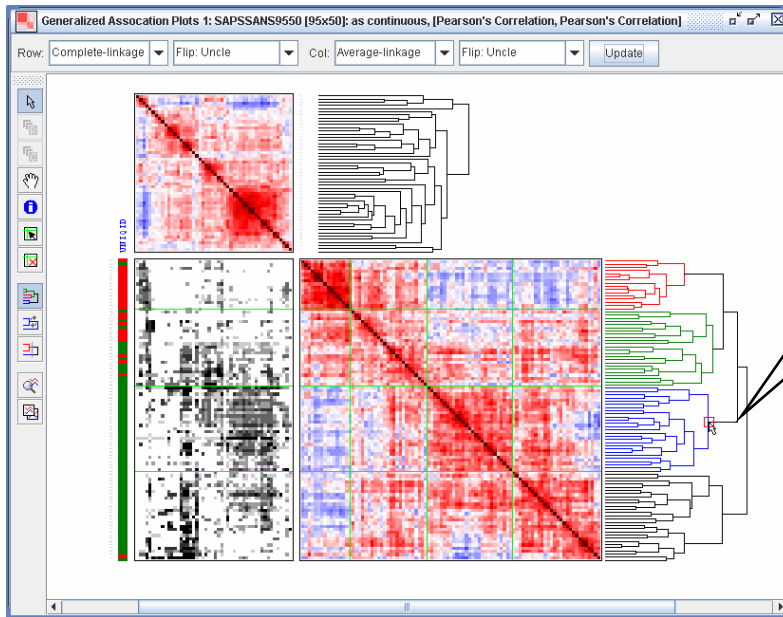 Generalized Assocation Plots 1: SAPSSANS9550 [95x50]: as continuous, [Pearson's Correlation, Pearson's Correlation]
Row: Complete-linkage Flip: Uncle Col: Average-linkage Flip: Uncle Update
UNIQID